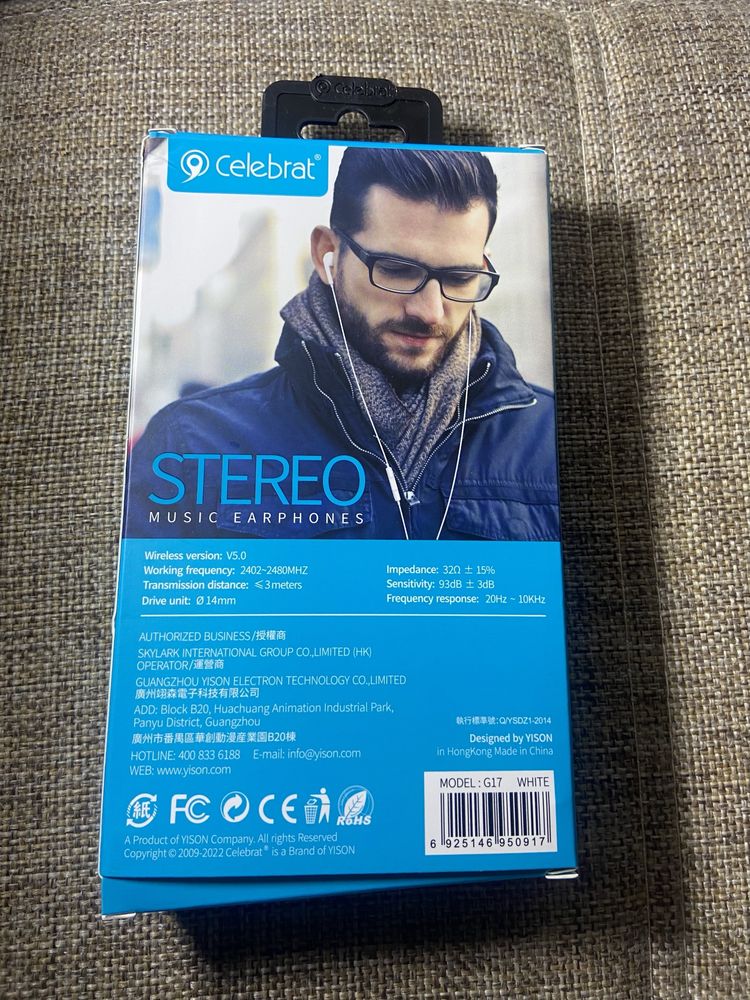 Celebrat
Celebrat®
STEREO
MUSIC EARPHONES
Wireless version: V5.0
Working frequency: 2402~2480MHZ
Transmission distance: ≤3meters
Drive unit: Ø14mm
Impedance: 32Ω ± 15%
Sensitivity: 93dB ± 3dB
Frequency response: 20Hz ~ 10KHz
AUTHORIZED BUSINESS/授權商
SKYLARK INTERNATIONAL GROUP CO.,LIMITED (HK)
OPERATOR/運營商
GUANGZHOU YISON ELECTRON TECHNOLOGY CO.,LIMITED
廣州翊森電子科技有限公司
ADD: Block B20, Huachuang Animation Industrial Park,
Panyu District, Guangzhou
廣州市番禺區華創動漫産業園B20棟
HOTLINE: 400 833 6188 E-mail: info@yison.com
WEB: www.yison.com
執行標準號: Q/YSDZ1-2014
Designed by YISON
in HongKong Made in China
MODEL : G17 WHITE
6 925146 950917
紙 FC CE RoHS
A Product of YISON Company. All rights Reserved
Copyright © 2009-2022 Celebrat® is a Brand of YISON